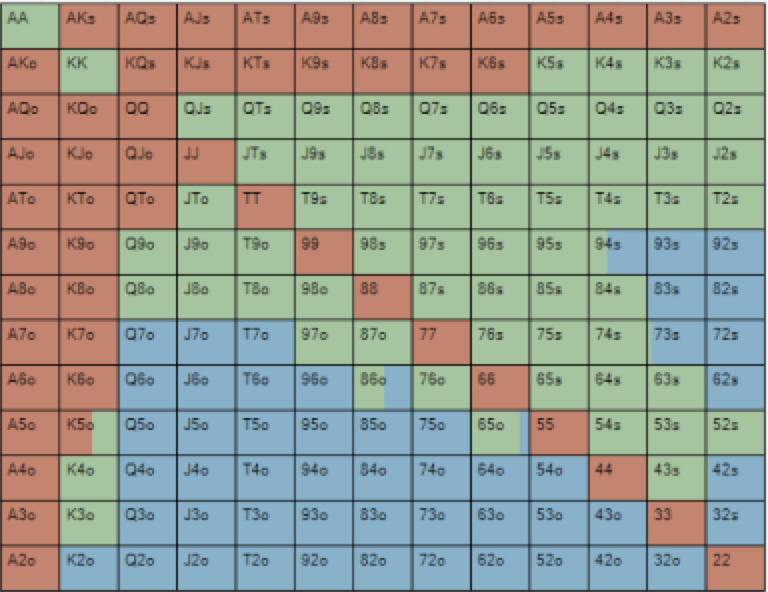 AA AKs AQs AJs ATs A9s A8s A7s A6s A5s A4s A3s A2s
AKo KK KQs KJs KTs K9s K8s K7s K6s K5s K4s K3s K2s
AQo KQo QQ QJs QTs Q9s Q8s Q7s Q6s Q5s Q4s Q3s Q2s
AJo KJo QJo JJ JTs J9s J8s J7s J6s J5s J4s J3s J2s
ATo KTo QTo JTo TT T9s T8s T7s T6s T5s T4s T3s T2s
A9o K9o Q9o J9o T9o 99 98s 97s 96s 95s 94s 93s 92s
A8o K8o Q8o J8o T8o 98o 88 87s 86s 85s 84s 83s 82s
A7o K7o Q7o J7o T7o 97o 87o 77 76s 75s 74s 73s 72s
A6o K6o Q6o J6o T6o 96o 86o 76o 66 65s 64s 63s 62s
A5o K5o Q5o J5o T5o 95o 85o 75o 65o 55 54s 53s 52s
A4o K4o Q4o J4o T4o 94o 84o 74o 64o 54o 44 43s 42s
A3o K3o Q3o J3o T3o 93o 83o 73o 63o 53o 43o 33 32s
A2o K2o Q2o J2o T2o 92o 82o 72o 62o 52o 42o 32o 22